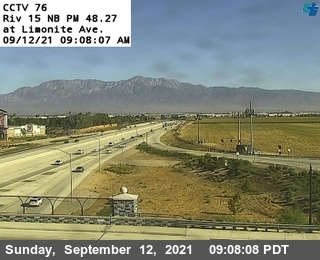 CCTV 76
Riv 15 NB PM 48.27
at Limonite Ave.
09/12/21 09:08:07 AM
Sunday, September 12, 2021 09:08:08 PDT